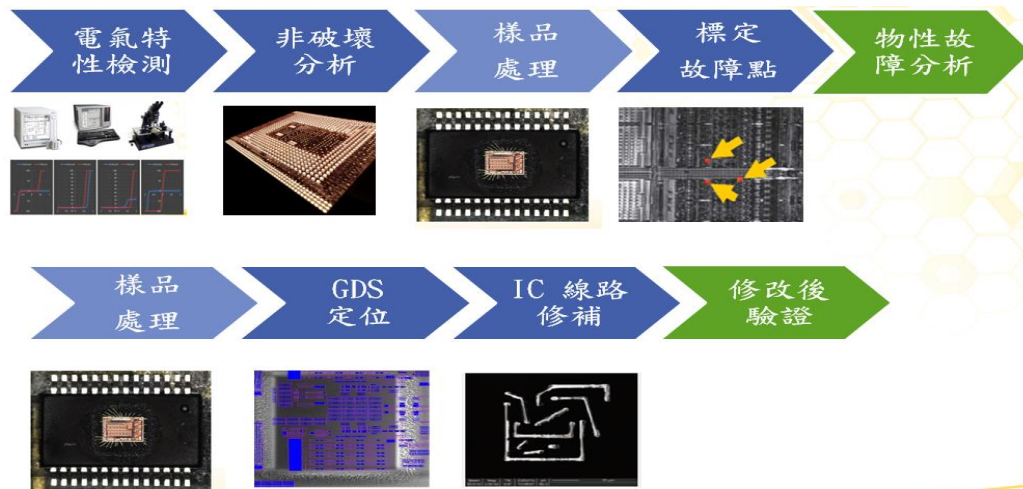 電氣特
性檢測
非破壞
分析
樣品
處理
標定
故障點
物性故
障分析
樣品
處理
GDS
定位
IC 線路
修補
修改後
驗證